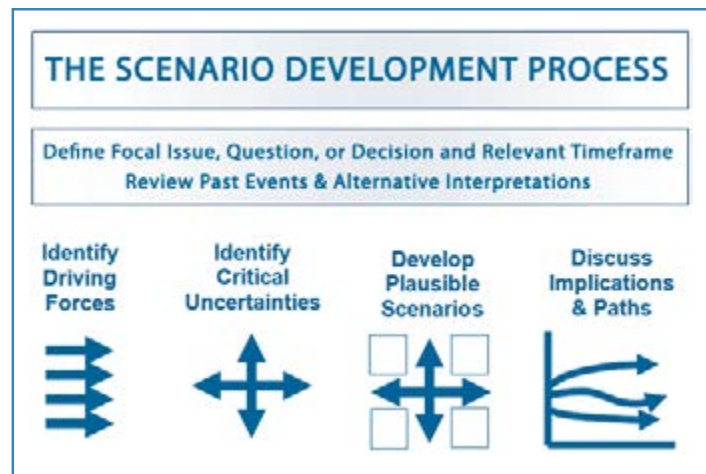 THE SCENARIO DEVELOPMENT PROCESS
Define Focal Issue, Question, or Decision and Relevant Timeframe
Review Past Events & Alternative Interpretations
Identify
Driving
Forces
Identify
Critical
Uncertainties
Develop
Plausible
Scenarios
Discuss
Implications
& Paths